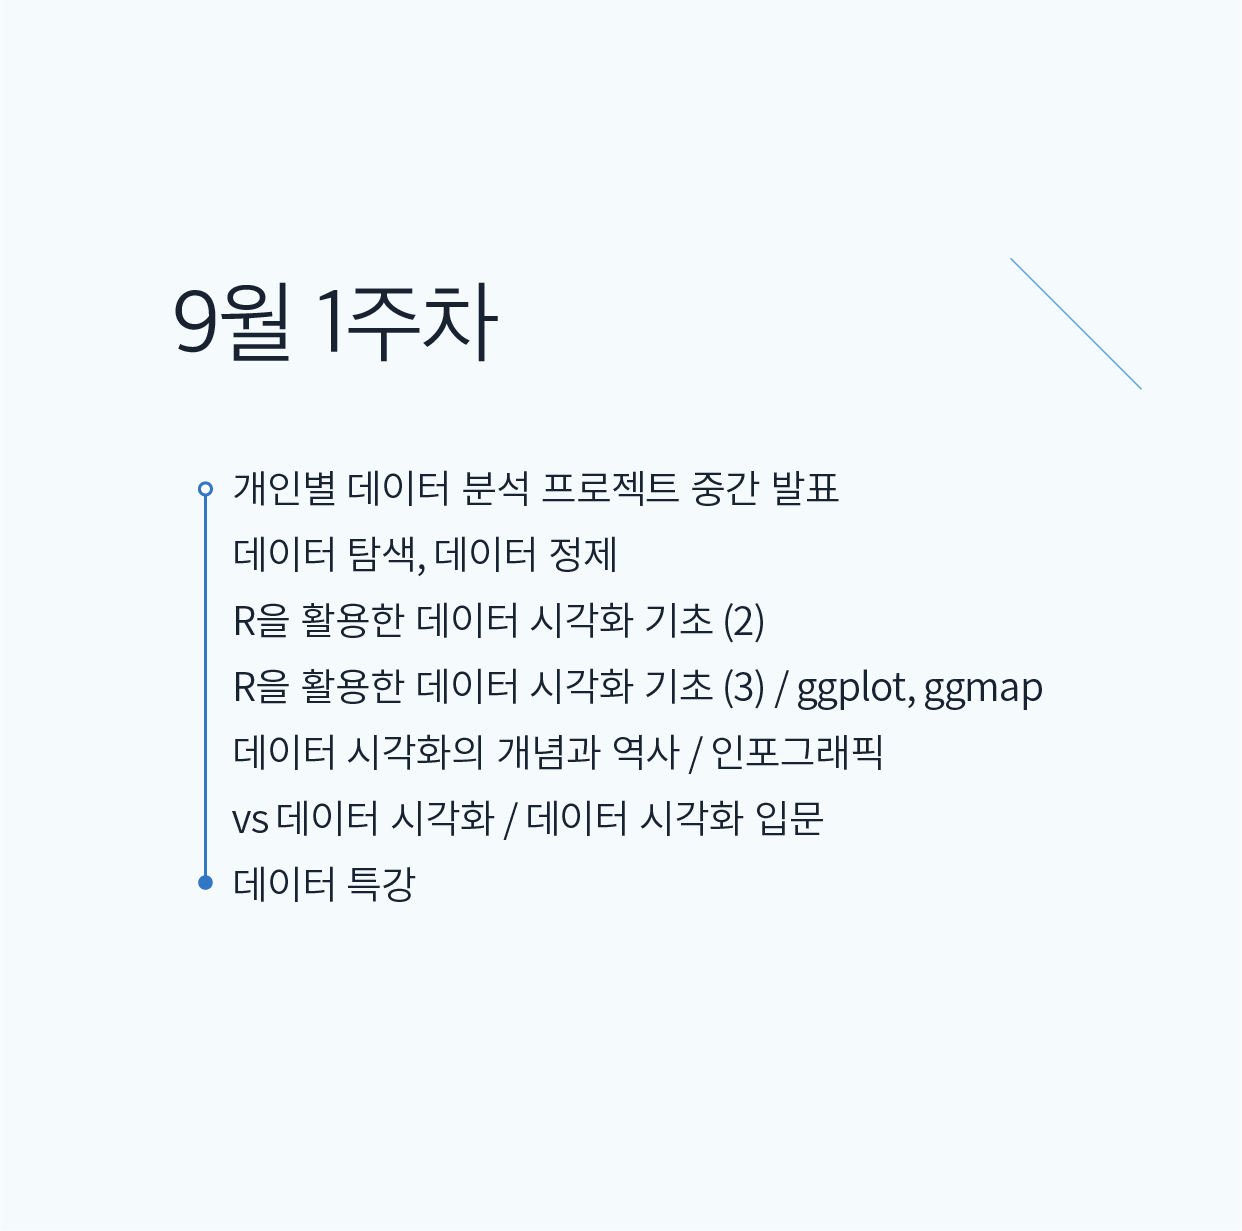 9월 1주차
개인별 데이터 분석 프로젝트 중간 발표
데이터 탐색, 데이터 정제
R을 활용한 데이터 시각화 기초 (2)
R을 활용한 데이터 시각화 기초 (3) / ggplot, ggmap
데이터 시각화의 개념과 역사 / 인포그래픽
vs 데이터 시각화 / 데이터 시각화 입문
데이터 특강